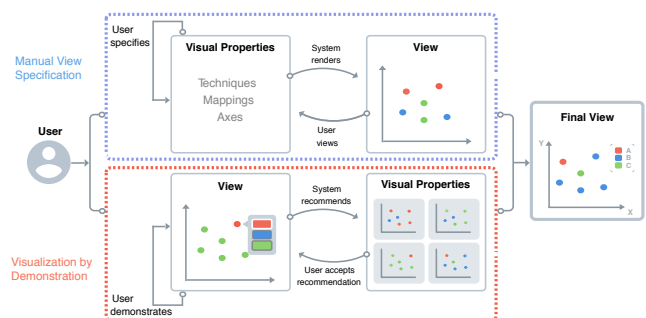 Manual View
Specification
User
specifies
Visual Properties
Techniques
Mappings
Axes
System
renders
User
views
View
User
Final View
Y
A
B
C
X
Visualization by
Demonstration
View
User
demonstrates
System
recommends
User accepts
recommendation
Visual Properties